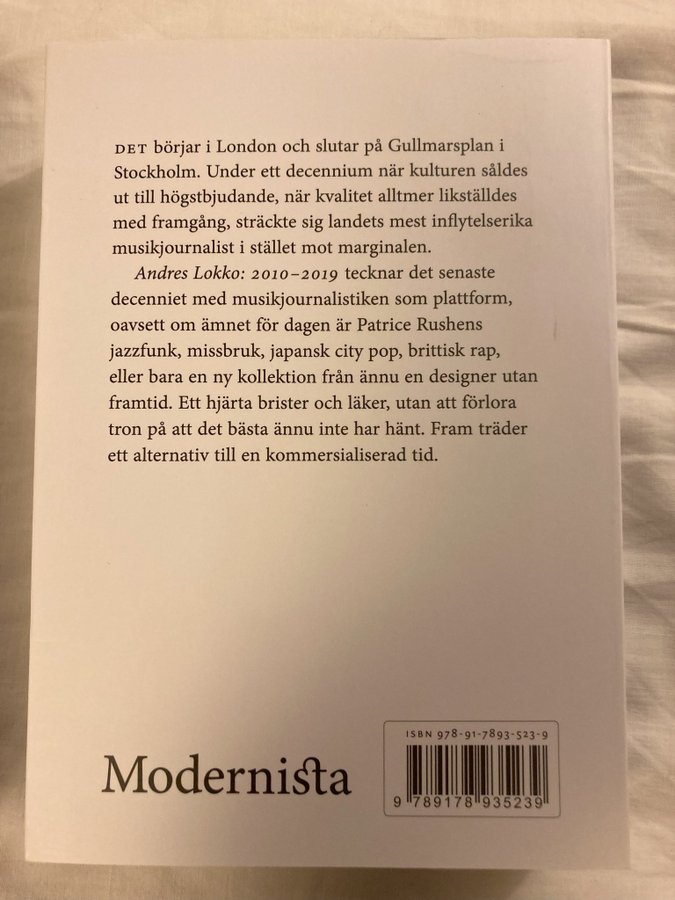 DET börjar i London och slutar på Gullmarsplan i
Stockholm. Under ett decennium när kulturen såldes
ut till högstbjudande, när kvalitet alltmer likställdes
med framgång, sträckte sig landets mest inflytelserika
musikjournalist i stället mot marginalen.
Andres Lokko: 2010–2019 tecknar det senaste
decenniet med musikjournalistiken som plattform,
oavsett om ämnet för dagen är Patrice Rushens
jazzfunk, missbruk, japansk city pop, brittisk rap,
eller bara en ny kollektion från ännu en designer utan
framtid. Ett hjärta brister och läker, utan att förlora
tron på att det bästa ännu inte har hänt. Fram träder
ett alternativ till en kommersialiserad tid.
Modernista
ISBN 978-91-7893-523-9
9 789178 935239